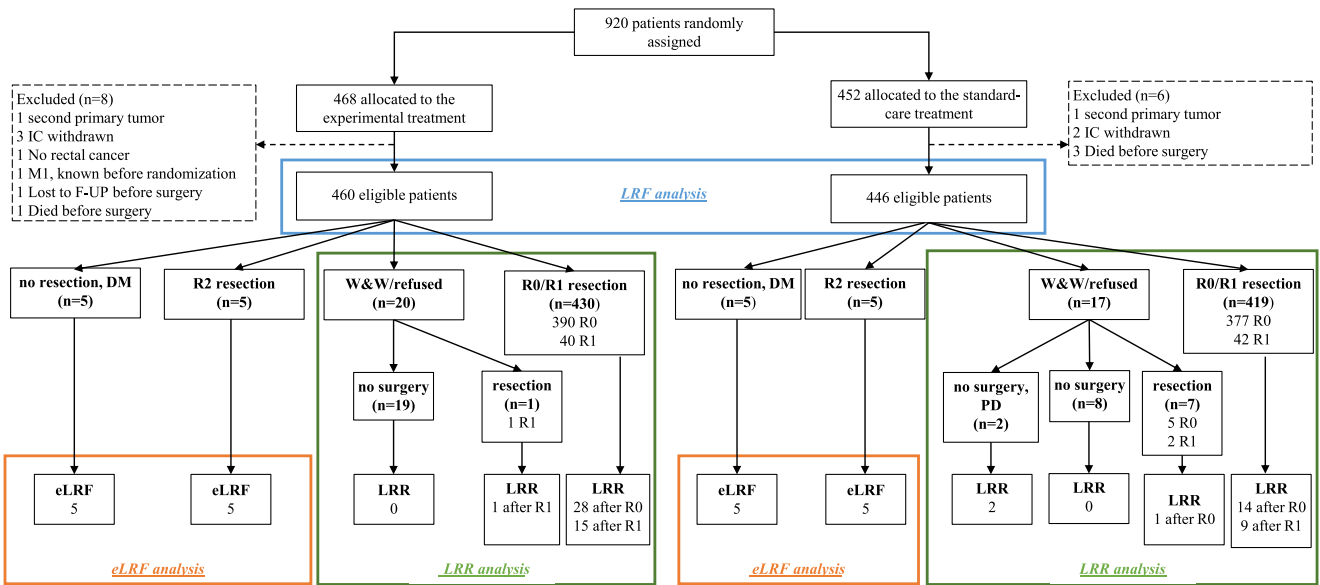 920 patients randomly
assigned
Excluded (n=8)
1 second primary tumor
3 IC withdrawn
1 No rectal cancer
1 M1, known before randomization
1 Lost to F-UP before surgery
1 Died before surgery
468 allocated to the
experimental treatment
452 allocated to the standard-
care treatment
Excluded (n=6)
1 second primary tumor
2 IC withdrawn
3 Died before surgery
460 eligible patients
LRF analysis
446 eligible patients
no resection, DM
(n=5)
R2 resection
(n=5)
W&W/refused
(n=20)
R0/R1 resection
(n=430)
390 R0
40 R1
no resection, DM
(n=5)
R2 resection
(n=5)
W&W/refused
(n=17)
R0/R1 resection
(n=419)
377 R0
42 R1
no surgery
(n=19)
resection
(n=1)
1 R1
no surgery,
PD
(n=2)
no surgery
(n=8)
resection
(n=7)
5 R0
2 R1
eLRF
5
eLRF
5
LRR
0
LRR
1 after R1
LRR
28 after R0
15 after R1
eLRF
5
eLRF
5
LRR
2
LRR
0
LRR
1 after R0
LRR
14 after R0
9 after R1
eLRF analysis
LRR analysis
eLRF analysis
LRR analysis